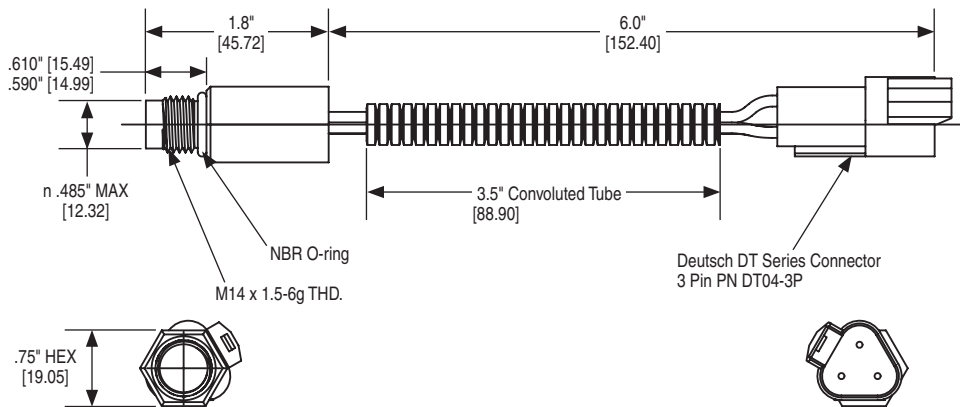 1.8"
[45.72]
6.0"
[152.40]
.610" [15.49]
.590" [14.99]
n .485" MAX
[12.32]
3.5" Convoluted Tube
[88.90]
NBR O-ring
M14 x 1.5-6g THD.
Deutsch DT Series Connector
3 Pin PN DT04-3P
.75" HEX
[19.05]